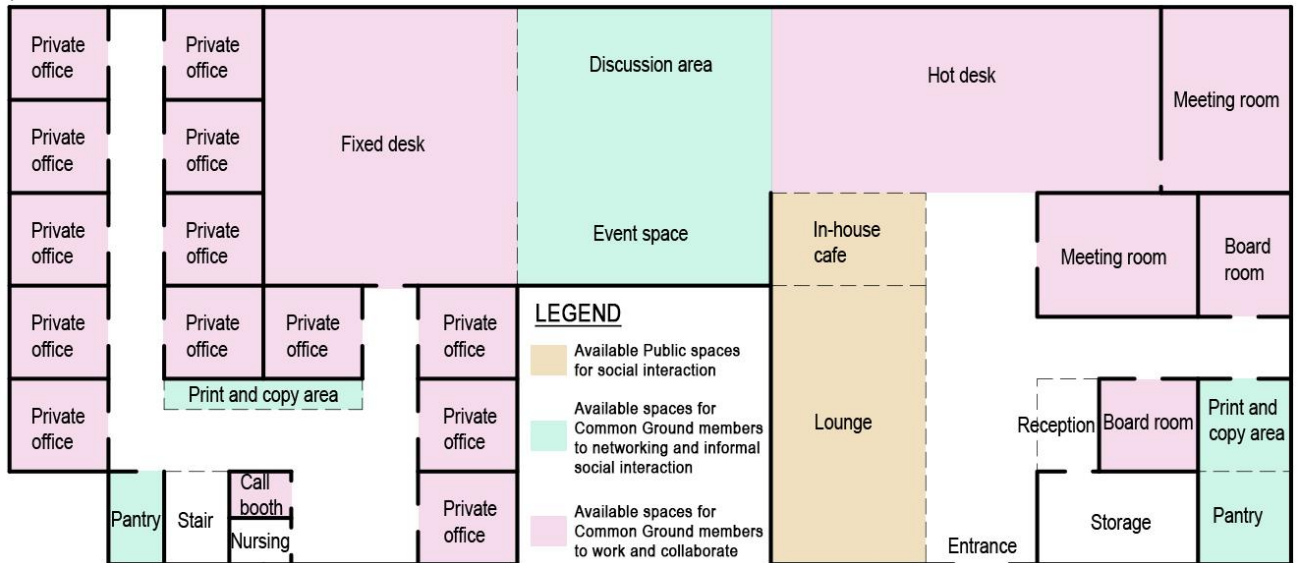 Private
office
Private
office
Discussion area
Hot desk
Meeting room
Private
office
Private
office
Fixed desk
Private
office
Private
office
Event space
In-house
cafe
Meeting room
Board
room
Private
office
Private
office
Private
office
Private
office
LEGEND
Available Public spaces
for social interaction
Available spaces for
Common Ground members
to networking and informal
social interaction
Available spaces for
Common Ground members
to work and collaborate
Print and copy area
Private
office
Private
office
Lounge
Reception
Board room
Print and
copy area
Pantry
Stair
Call
booth
Nursing
Private
office
Entrance
Storage
Pantry